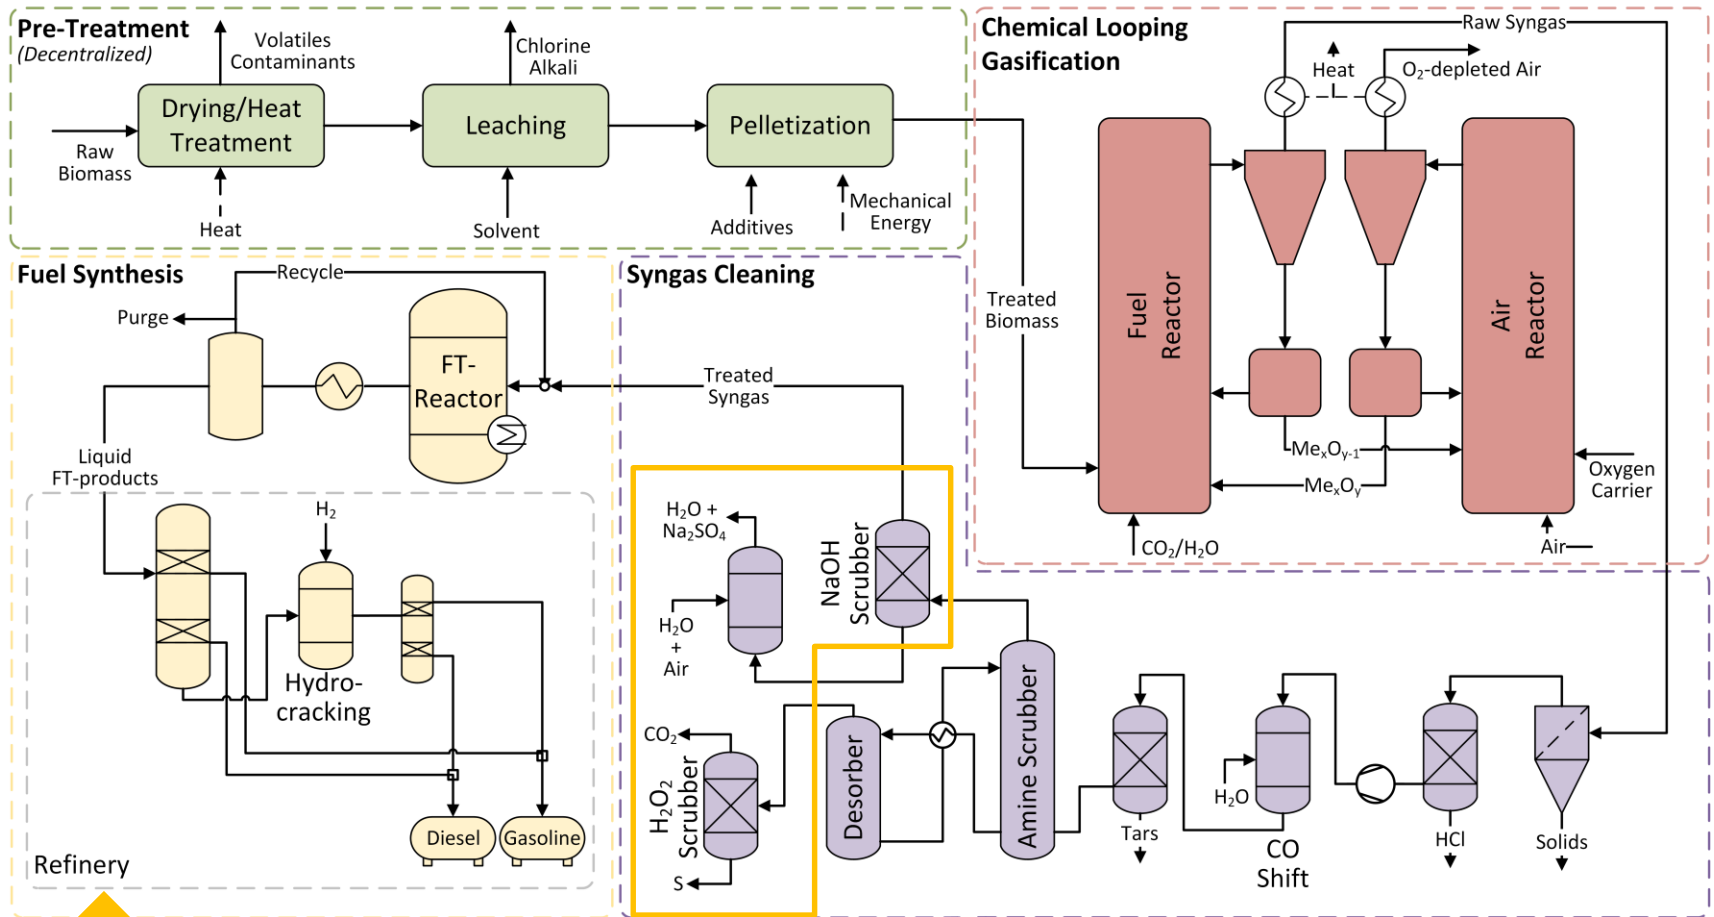 Pre-Treatment
(Decentralized)
Volatiles
Contaminants
Chlorine
Alkali
Drying/Heat
Treatment
Leaching
Pelletization
Raw
Biomass
Heat
Solvent
Additives
Mechanical
Energy
Chemical Looping
Gasification
Raw Syngas
Heat
O₂-depleted Air
Fuel
Reactor
Air
Reactor
Treated
Biomass
MeₓOᵧ₋₁
MeₓOᵧ
Oxygen
Carrier
CO₂/H₂O
Air
Fuel Synthesis
Recycle
Purge
FT-
Reactor
Liquid
FT-products
H₂
Hydro-
cracking
Diesel
Gasoline
Refinery
Syngas Cleaning
Treated
Syngas
H₂O +
Na₂SO₄
NaOH
Scrubber
H₂O
+
Air
CO₂
H₂O₂
Scrubber
S
Desorber
Amine Scrubber
Tars
H₂O
CO
Shift
HCl
Solids